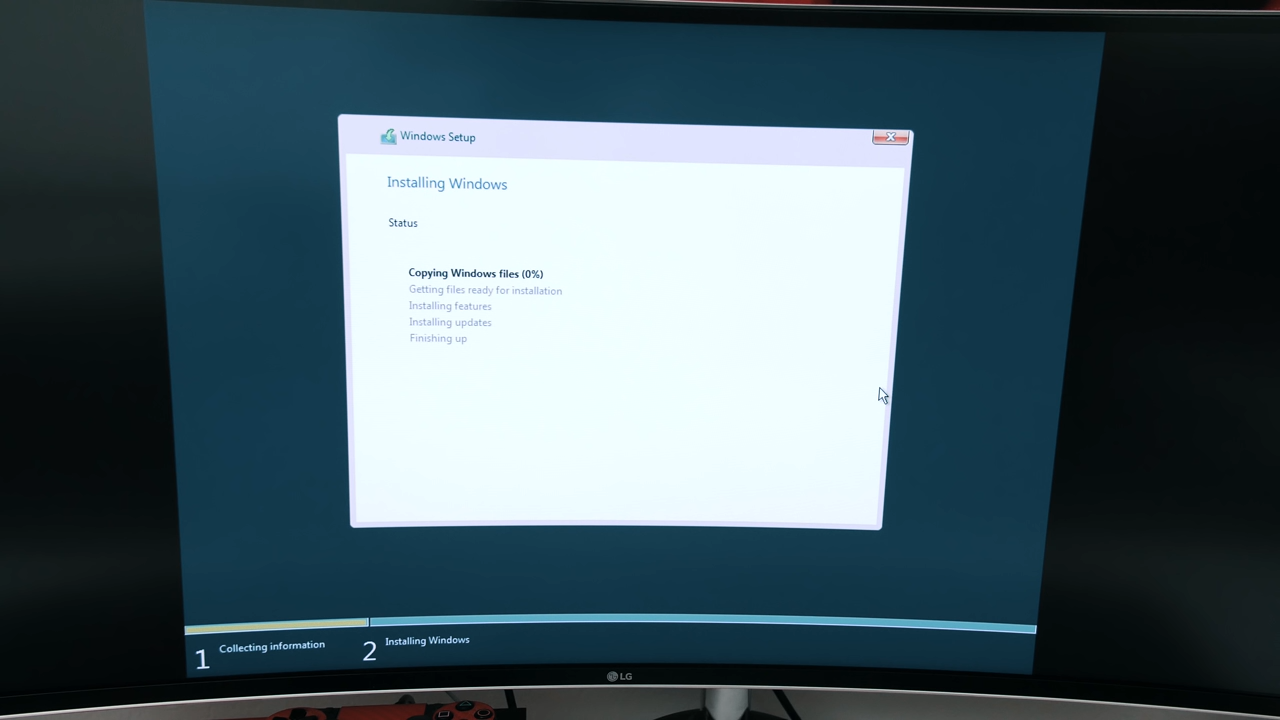 Windows Setup
Installing Windows
Status
Copying Windows files (0%)
Getting files ready for installation
Installing features
Installing updates
Finishing up
1 Collecting information
2 Installing Windows
LG